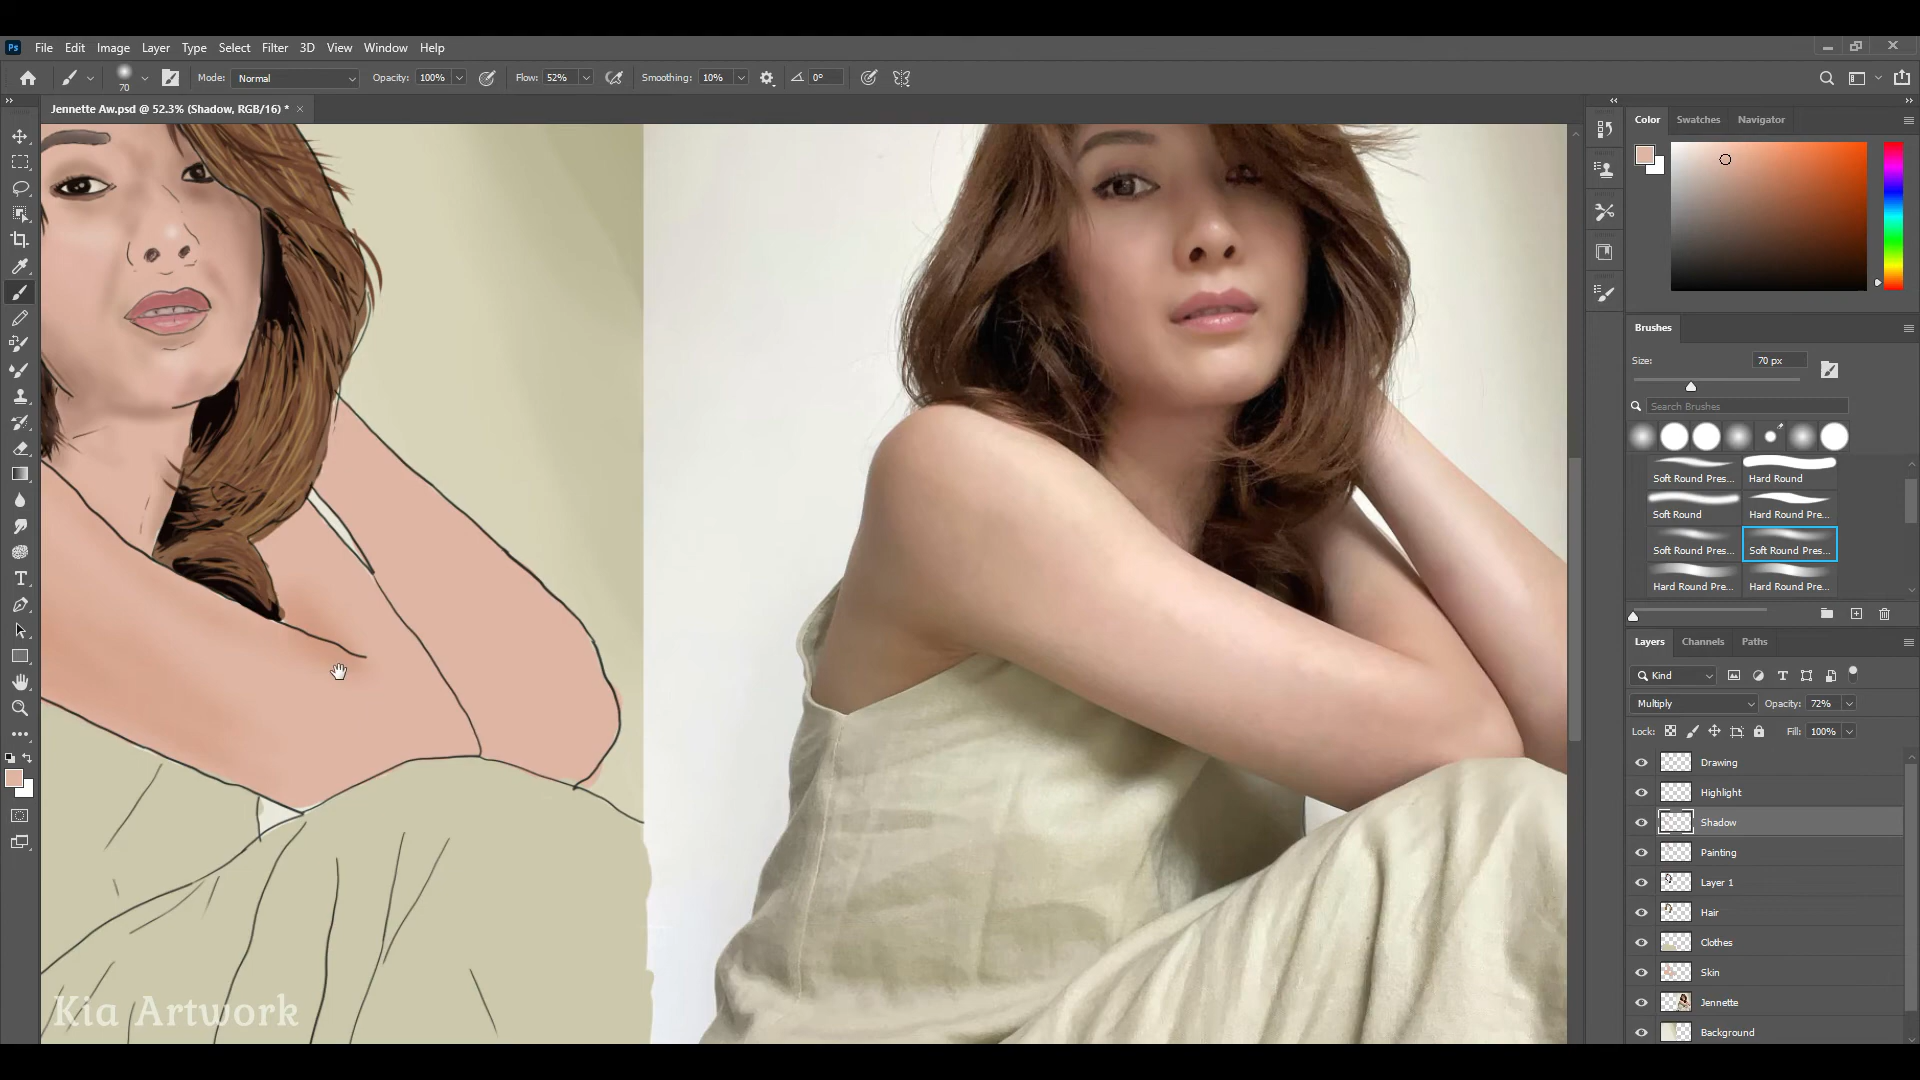 Ps File Edit Image Layer Type Select Filter 3D View Window Help
70 Mode: Normal Opacity: 100% Flow: 52% Smoothing: 10% 0°
Jennette Aw.psd @ 52.3% (Shadow, RGB/16) * ×
Color Swatches Navigator
Brushes
Size: 70 px
Search Brushes
Soft Round Pres... Hard Round
Soft Round Hard Round Pre...
Soft Round Pres... Soft Round Pres...
Hard Round Pre... Hard Round Pre...
Layers Channels Paths
Kind
Multiply Opacity: 72%
Lock: Fill: 100%
Drawing
Highlight
Shadow
Painting
Layer 1
Hair
Clothes
Skin
Jennette
Background
Kia Artwork